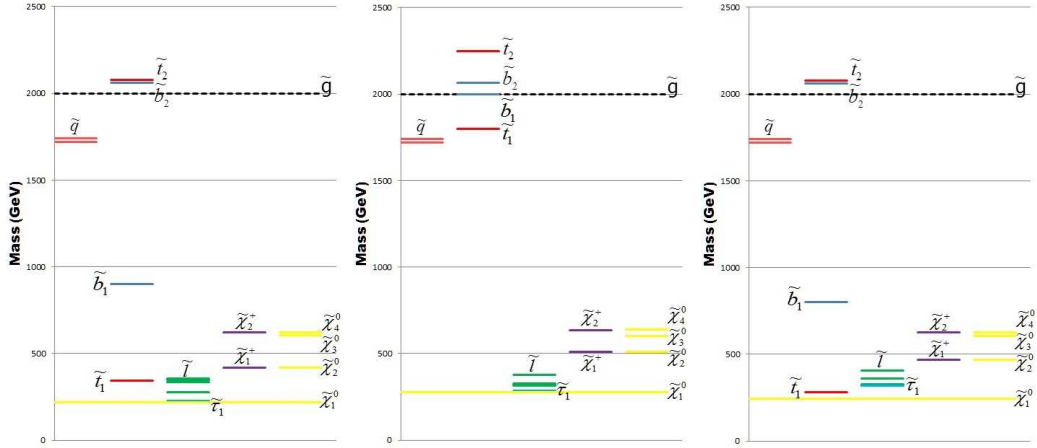 Mass (GeV)
2500
2000
1500
1000
500
0
t̃₂
b̃₂
g̃
q̃
b̃₁
χ̃₂⁺
χ̃₄⁰
χ̃₃⁰
χ̃₁⁺
χ̃₂⁰
l̃
t̃₁
τ̃₁
χ̃₁⁰
Mass (GeV)
2500
2000
1500
1000
500
0
t̃₂
b̃₂
g̃
b̃₁
q̃
t̃₁
χ̃₂⁺
χ̃₄⁰
χ̃₃⁰
χ̃₁⁺
χ̃₂⁰
l̃
τ̃₁
χ̃₁⁰
Mass (GeV)
2500
2000
1500
1000
500
0
t̃₂
b̃₂
g̃
q̃
b̃₁
χ̃₂⁺
χ̃₄⁰
χ̃₃⁰
χ̃₁⁺
χ̃₂⁰
l̃
t̃₁
τ̃₁
χ̃₁⁰